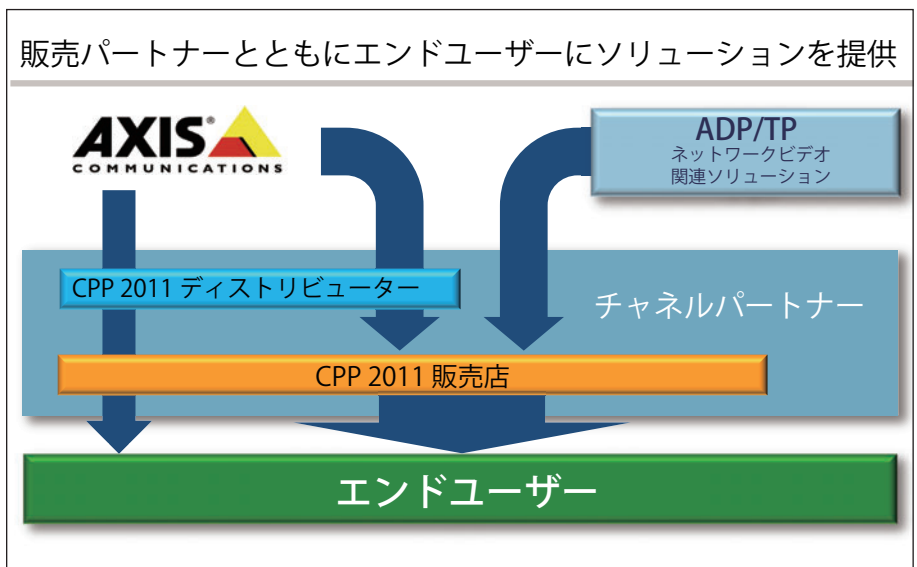 販売パートナーとともにエンドユーザーにソリューションを提供
AXIS®
COMMUNICATIONS
ADP/TP
ネットワークビデオ
関連ソリューション
CPP 2011 ディストリビューター
チャネルパートナー
CPP 2011 販売店
エンドユーザー